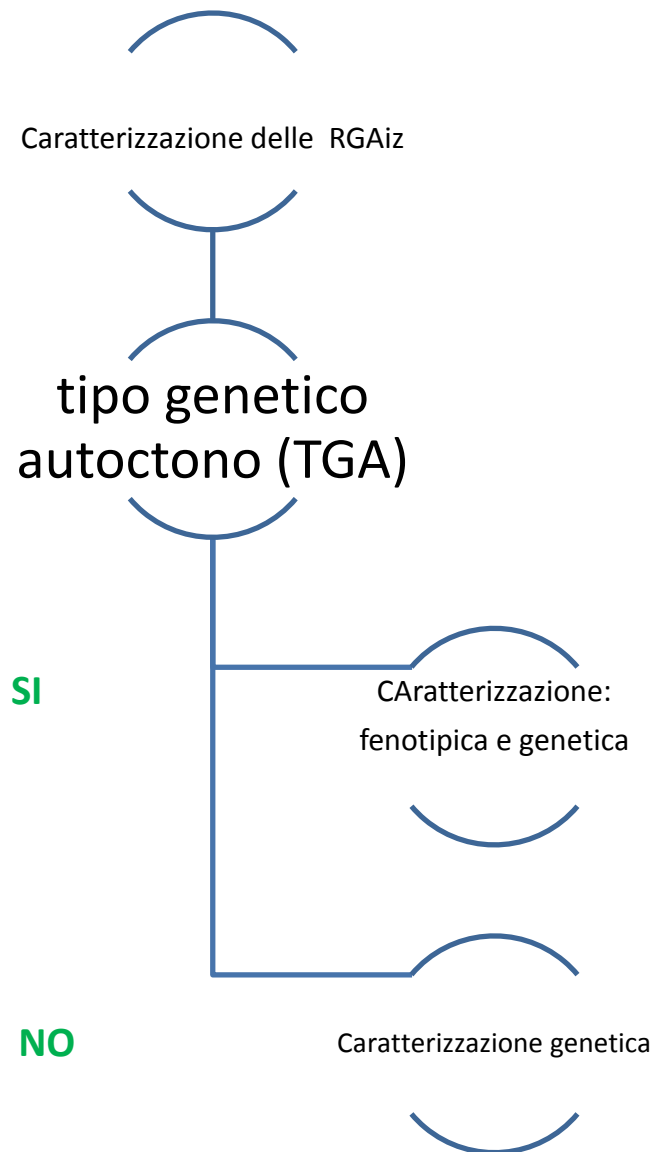 Caratterizzazione delle RGAiz
tipo genetico
autoctono (TGA)
SI
CAratterizzazione:
fenotipica e genetica
NO
Caratterizzazione genetica